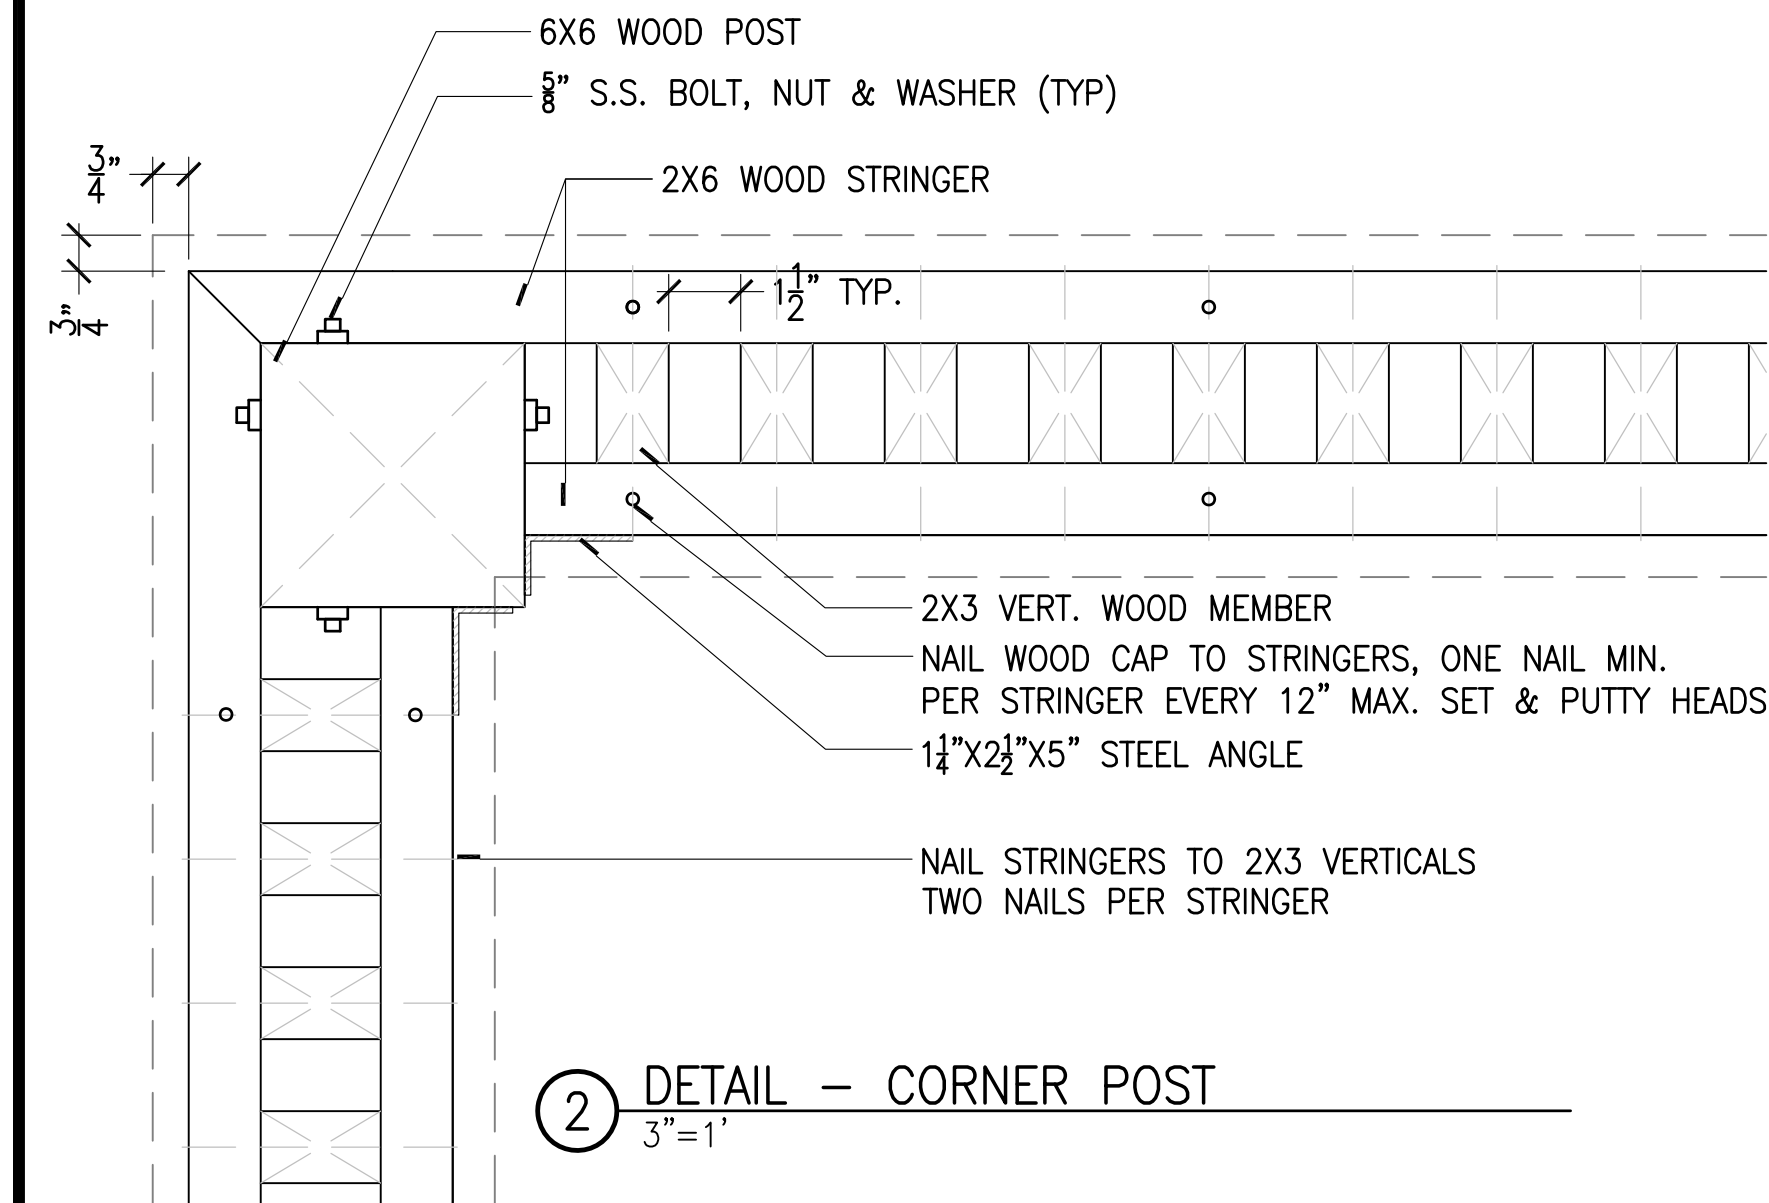 6X6 WOOD POST
5/8" S.S. BOLT, NUT & WASHER (TYP)
3/4"
2X6 WOOD STRINGER
3/4"
1 1/2" TYP.
2X3 VERT. WOOD MEMBER
NAIL WOOD CAP TO STRINGERS, ONE NAIL MIN.
PER STRINGER EVERY 12" MAX. SET & PUTTY HEADS
1 1/4"X2 1/2"X5" STEEL ANGLE
NAIL STRINGERS TO 2X3 VERTICALS
TWO NAILS PER STRINGER
2 DETAIL - CORNER POST
3"=1'